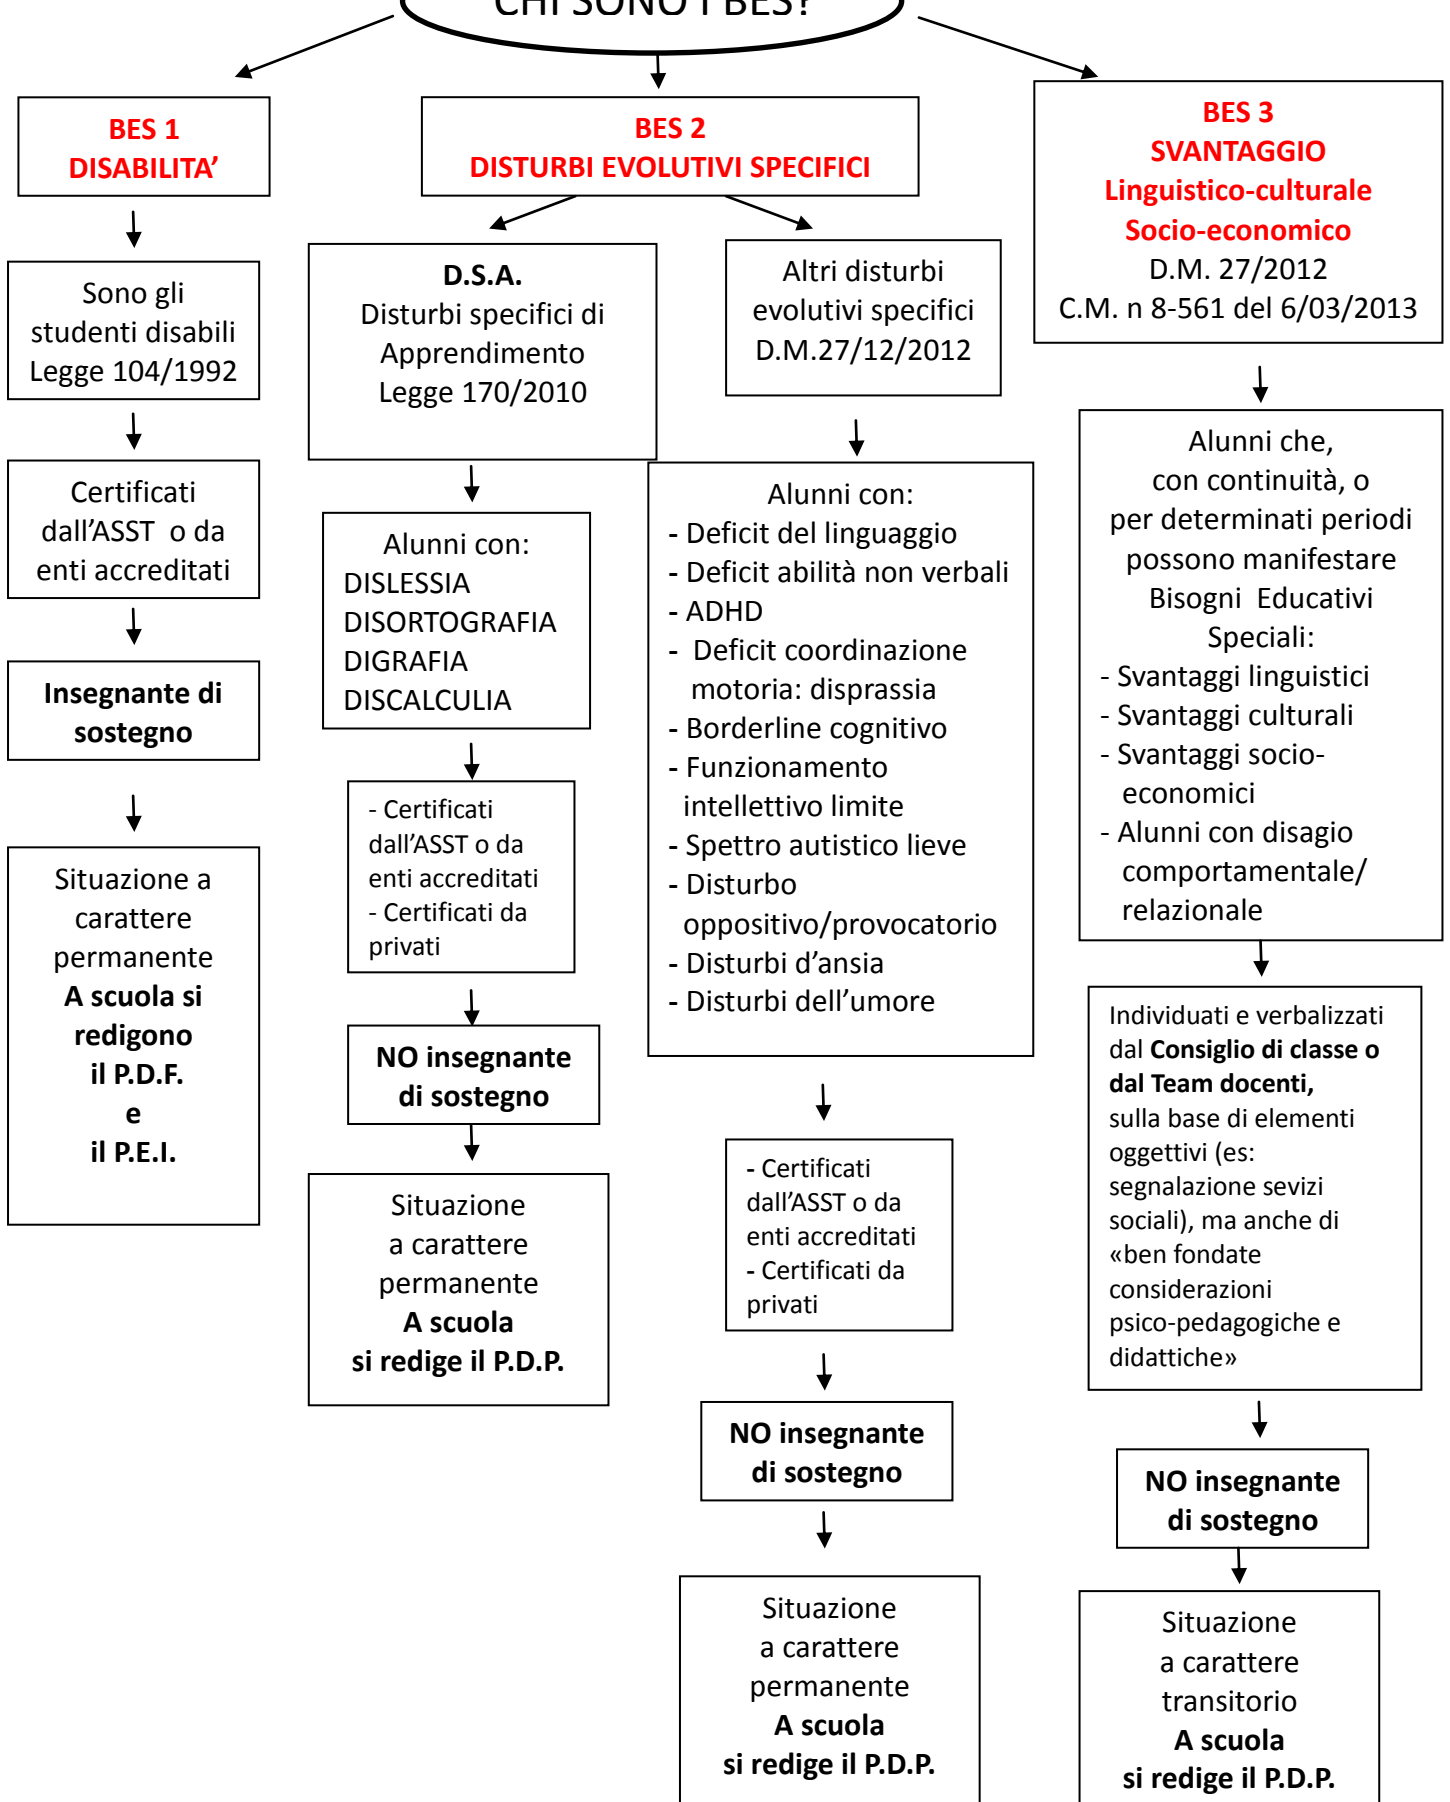 CHI SONO I BES?
BES 1
DISABILITA’
Sono gli
studenti disabili
Legge 104/1992
Certificati
dall’ASST o da
enti accreditati
Insegnante di
sostegno
Situazione a
carattere
permanente
A scuola si
redigono
il P.D.F.
e
il P.E.I.
BES 2
DISTURBI EVOLUTIVI SPECIFICI
D.S.A.
Disturbi specifici di
Apprendimento
Legge 170/2010
Alunni con:
DISLESSIA
DISORTOGRAFIA
DIGRAFIA
DISCALCULIA
- Certificati
dall’ASST o da
enti accreditati
- Certificati da
privati
NO insegnante
di sostegno
Situazione
a carattere
permanente
A scuola
si redige il P.D.P.
Altri disturbi
evolutivi specifici
D.M.27/12/2012
Alunni con:
- Deficit del linguaggio
- Deficit abilità non verbali
- ADHD
- Deficit coordinazione
motoria: disprassia
- Borderline cognitivo
- Funzionamento
intellettivo limite
- Spettro autistico lieve
- Disturbo
oppositivo/provocatorio
- Disturbi d’ansia
- Disturbi dell’umore
- Certificati
dall’ASST o da
enti accreditati
- Certificati da
privati
NO insegnante
di sostegno
Situazione
a carattere
permanente
A scuola
si redige il P.D.P.
BES 3
SVANTAGGIO
Linguistico-culturale
Socio-economico
D.M. 27/2012
C.M. n 8-561 del 6/03/2013
Alunni che,
con continuità, o
per determinati periodi
possono manifestare
Bisogni Educativi
Speciali:
- Svantaggi linguistici
- Svantaggi culturali
- Svantaggi socio-
economici
- Alunni con disagio
comportamentale/
relazionale
Individuati e verbalizzati
dal Consiglio di classe o
dal Team docenti,
sulla base di elementi
oggettivi (es:
segnalazione sevizi
sociali), ma anche di
«ben fondate
considerazioni
psico-pedagogiche e
didattiche»
NO insegnante
di sostegno
Situazione
a carattere
transitorio
A scuola
si redige il P.D.P.